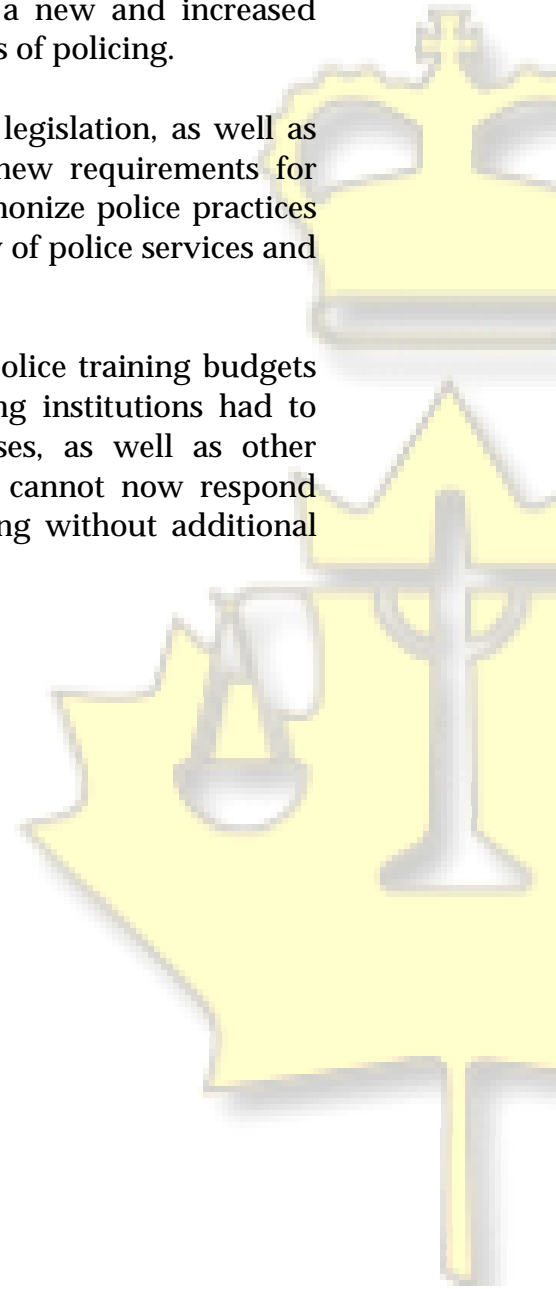 a new and increased
s of policing.
legislation, as well as
new requirements for
monize police practices
y of police services and
olice training budgets
ng institutions had to
ses, as well as other
cannot now respond
ng without additional